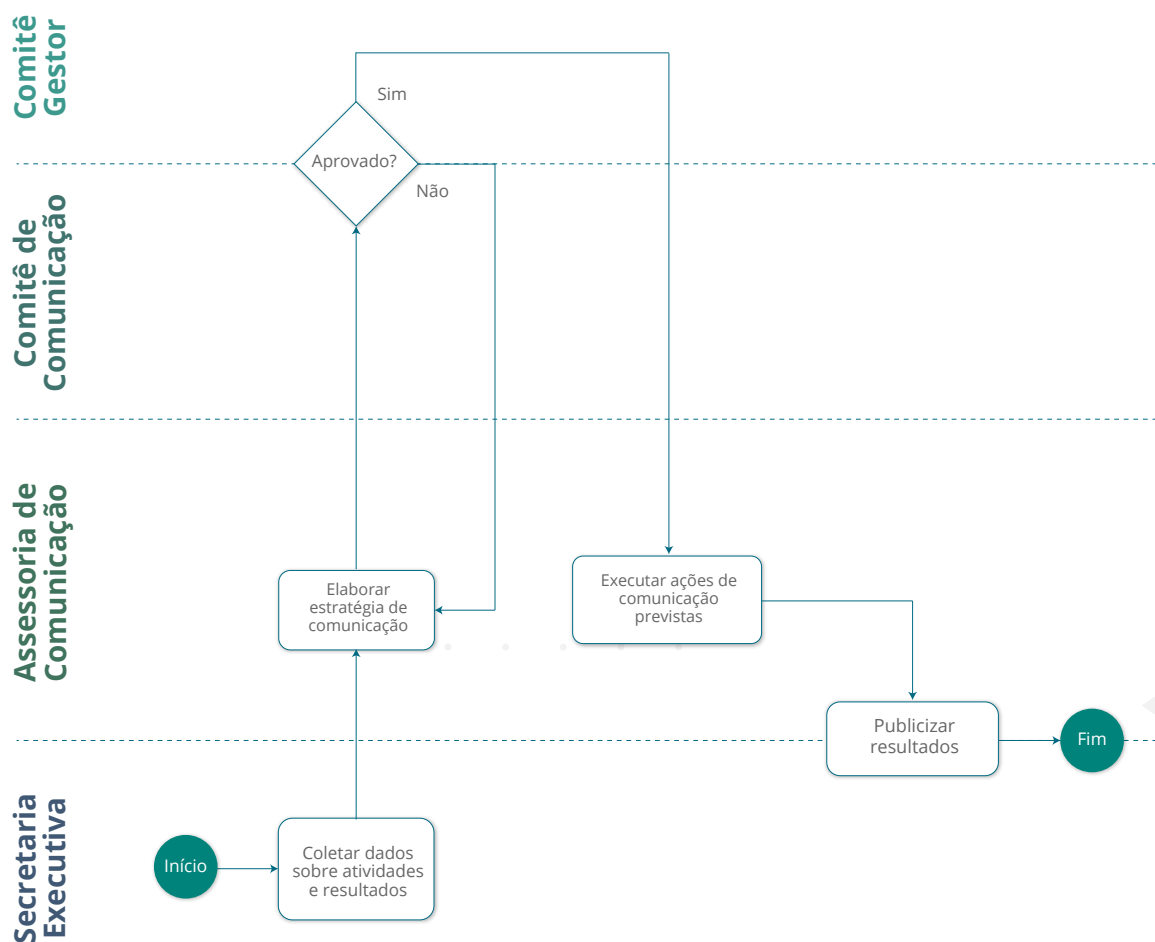 Comitê
Gestor
Sim
Aprovado?
Não
Comitê de
Comunicação
Assessoria de
Comunicação
Elaborar
estratégia de
comunicação
Executar ações de
comunicação
previstas
Publicizar
resultados
Fim
Secretaria
Executiva
Início
Coletar dados
sobre atividades
e resultados